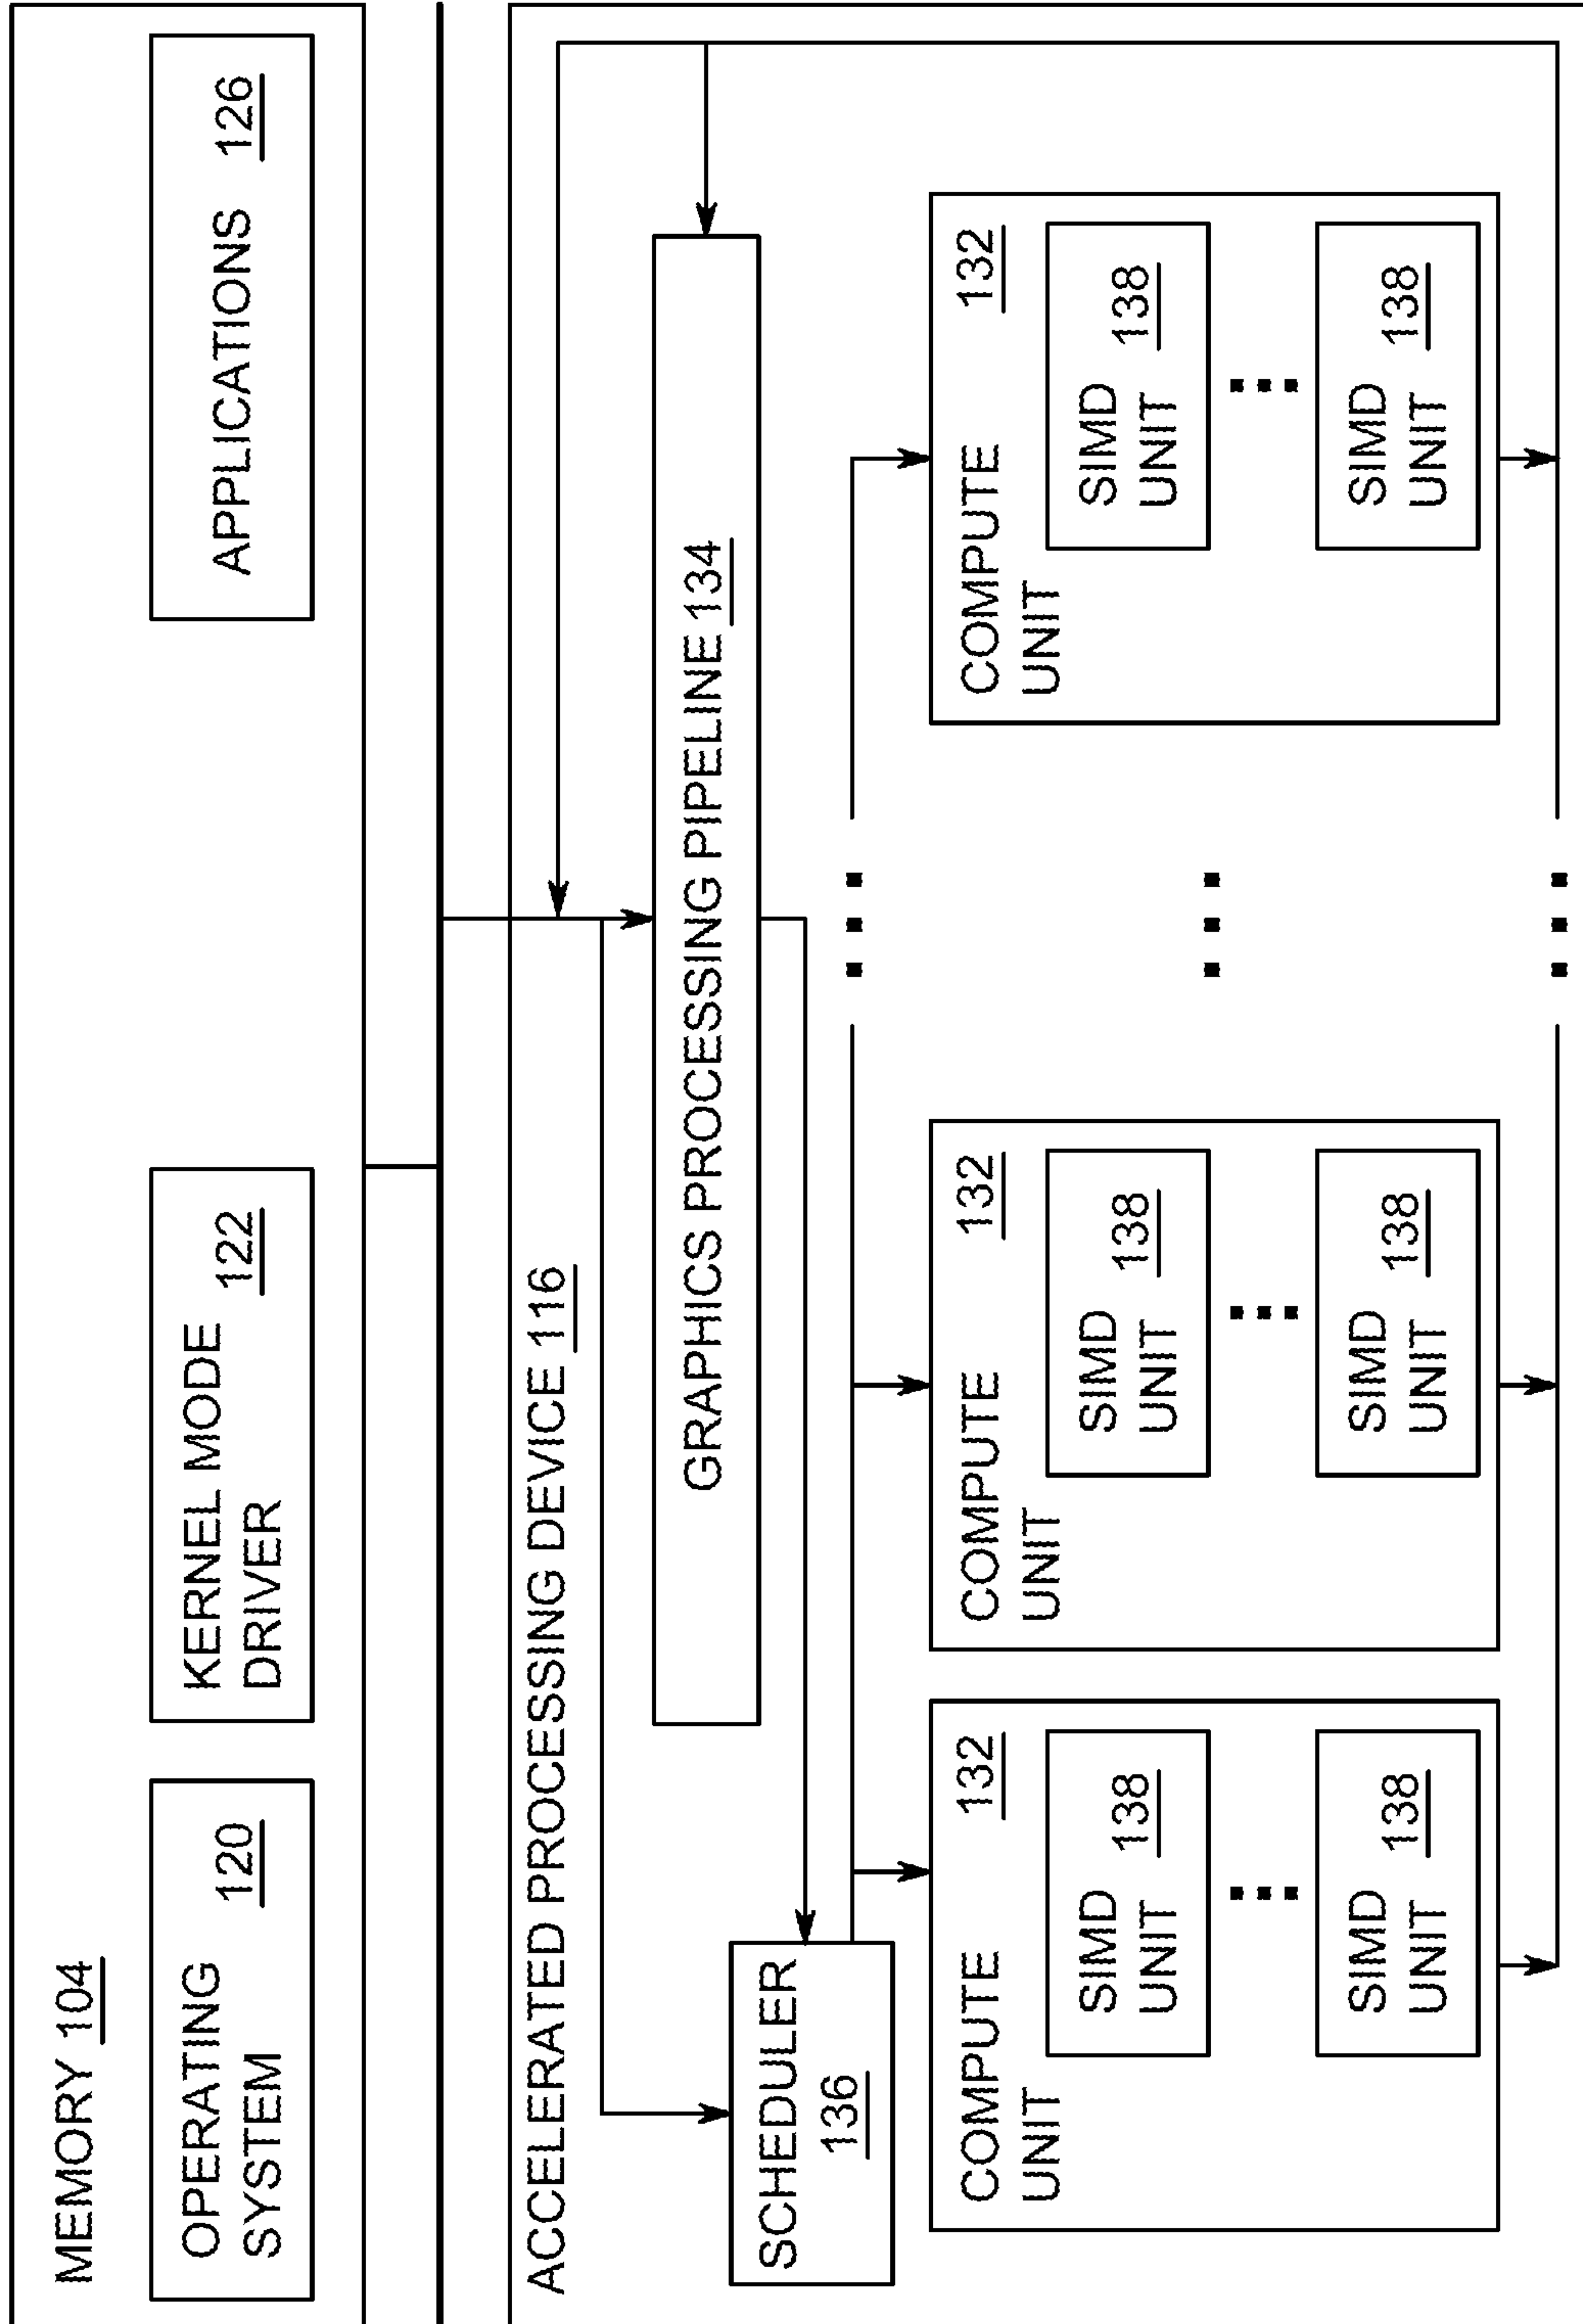 MEMORY 104
OPERATING
SYSTEM
120
KERNEL MODE
DRIVER
122
APPLICATIONS 126
ACCELERATED PROCESSING DEVICE 116
GRAPHICS PROCESSING PIPELINE 134
SCHEDULER
136
COMPUTE
UNIT
132
SIMD
UNIT
138
SIMD
UNIT
138
COMPUTE
UNIT
132
SIMD
UNIT
138
SIMD
UNIT
138
COMPUTE
UNIT
132
SIMD
UNIT
138
SIMD
UNIT
138